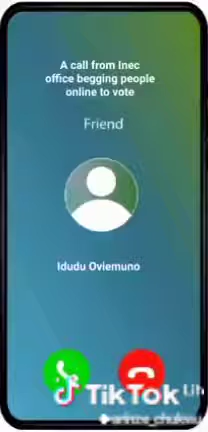 A call from Inec
office begging people
online to vote
Friend
Idudu Oviemuno
TikTok